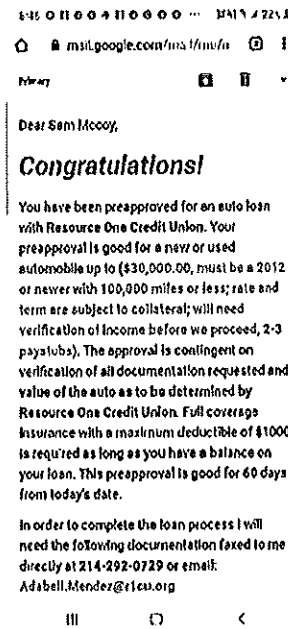 Primary
Dear Sam Mccoy,
Congratulations!
You have been preapproved for an auto loan
with Resource One Credit Union. Your
preapproval is good for a new or used
automobile up to ($30,000.00, must be a 2012
or newer with 100,000 miles or less; rate and
term are subject to collateral; will need
verification of income before we proceed, 2-3
paystubs). The approval is contingent on
verification of all documentation requested and
value of the auto as to be determined by
Resource One Credit Union. Full coverage
insurance with a maximum deductible of $1000
is required as long as you have a balance on
your loan. This preapproval is good for 60 days
from today's date.
In order to complete the loan process I will
need the following documentation faxed to me
directly at 214-292-0729 or email:
Adabell.Mendez@r1cu.org